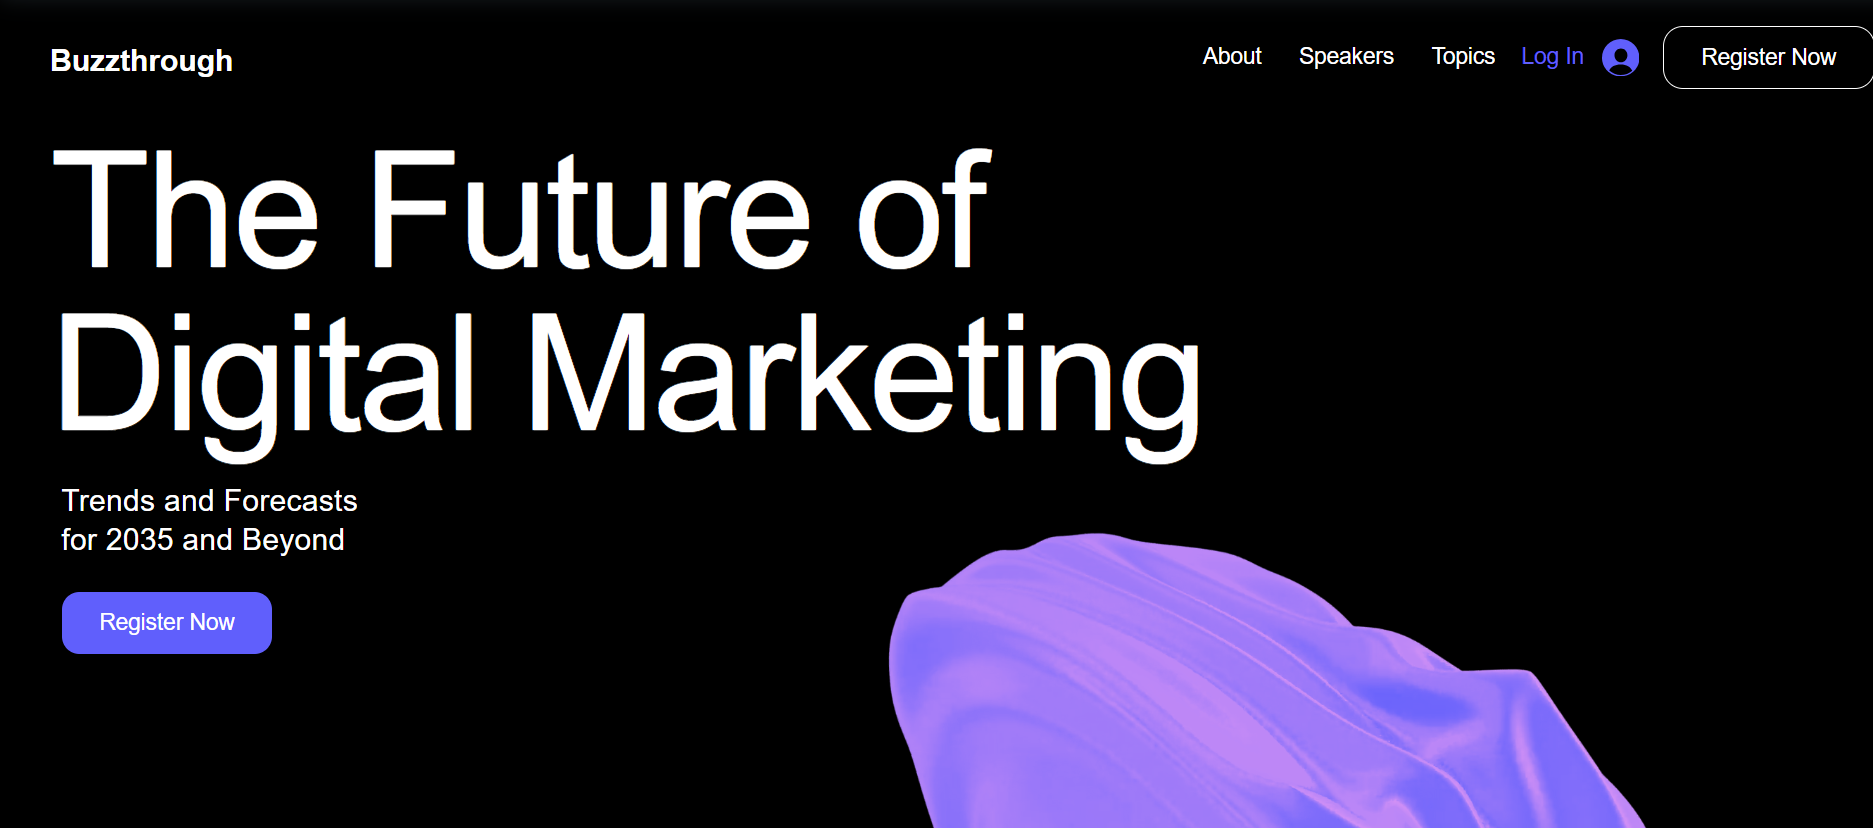 Buzzthrough
About Speakers Topics Log In Register Now
The Future of
Digital Marketing
Trends and Forecasts
for 2035 and Beyond
Register Now